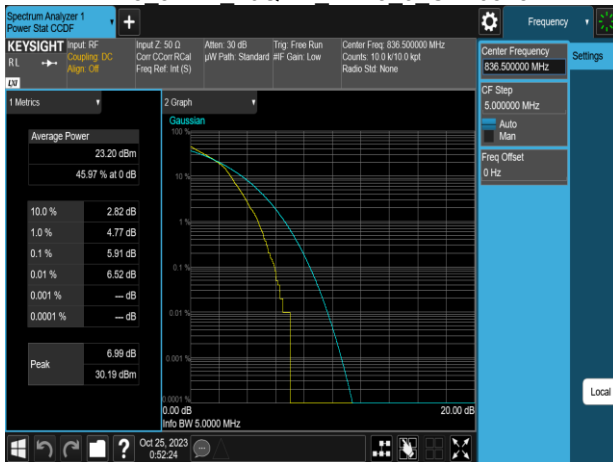 Spectrum Analyzer 1
Power Stat CCDF
+
Frequency
KEYSIGHT
RL
LXI
Input: RF
Coupling: DC
Align: Off
Input Z: 50 Ω
Corr CCorr RCal
Freq Ref: Int (S)
Atten: 30 dB
µW Path: Standard
Trig: Free Run
#IF Gain: Low
Center Freq: 836.500000 MHz
Counts: 10.0 k/10.0 kpt
Radio Std: None
Center Frequency
836.500000 MHz
Settings
CF Step
5.000000 MHz
Auto
Man
Freq Offset
0 Hz
Local
1 Metrics
Average Power
23.20 dBm
45.97 % at 0 dB
10.0 % 2.82 dB
1.0 % 4.77 dB
0.1 % 5.91 dB
0.01 % 6.52 dB
0.001 % --- dB
0.0001 % --- dB
Peak
6.99 dB
30.19 dBm
2 Graph
Gaussian
100 %
10 %
1 %
0.1 %
0.01 %
0.001 %
0.0001 %
0.00 dB
20.00 dB
Info BW 5.0000 MHz
?
Oct 25, 2023
0:52:24